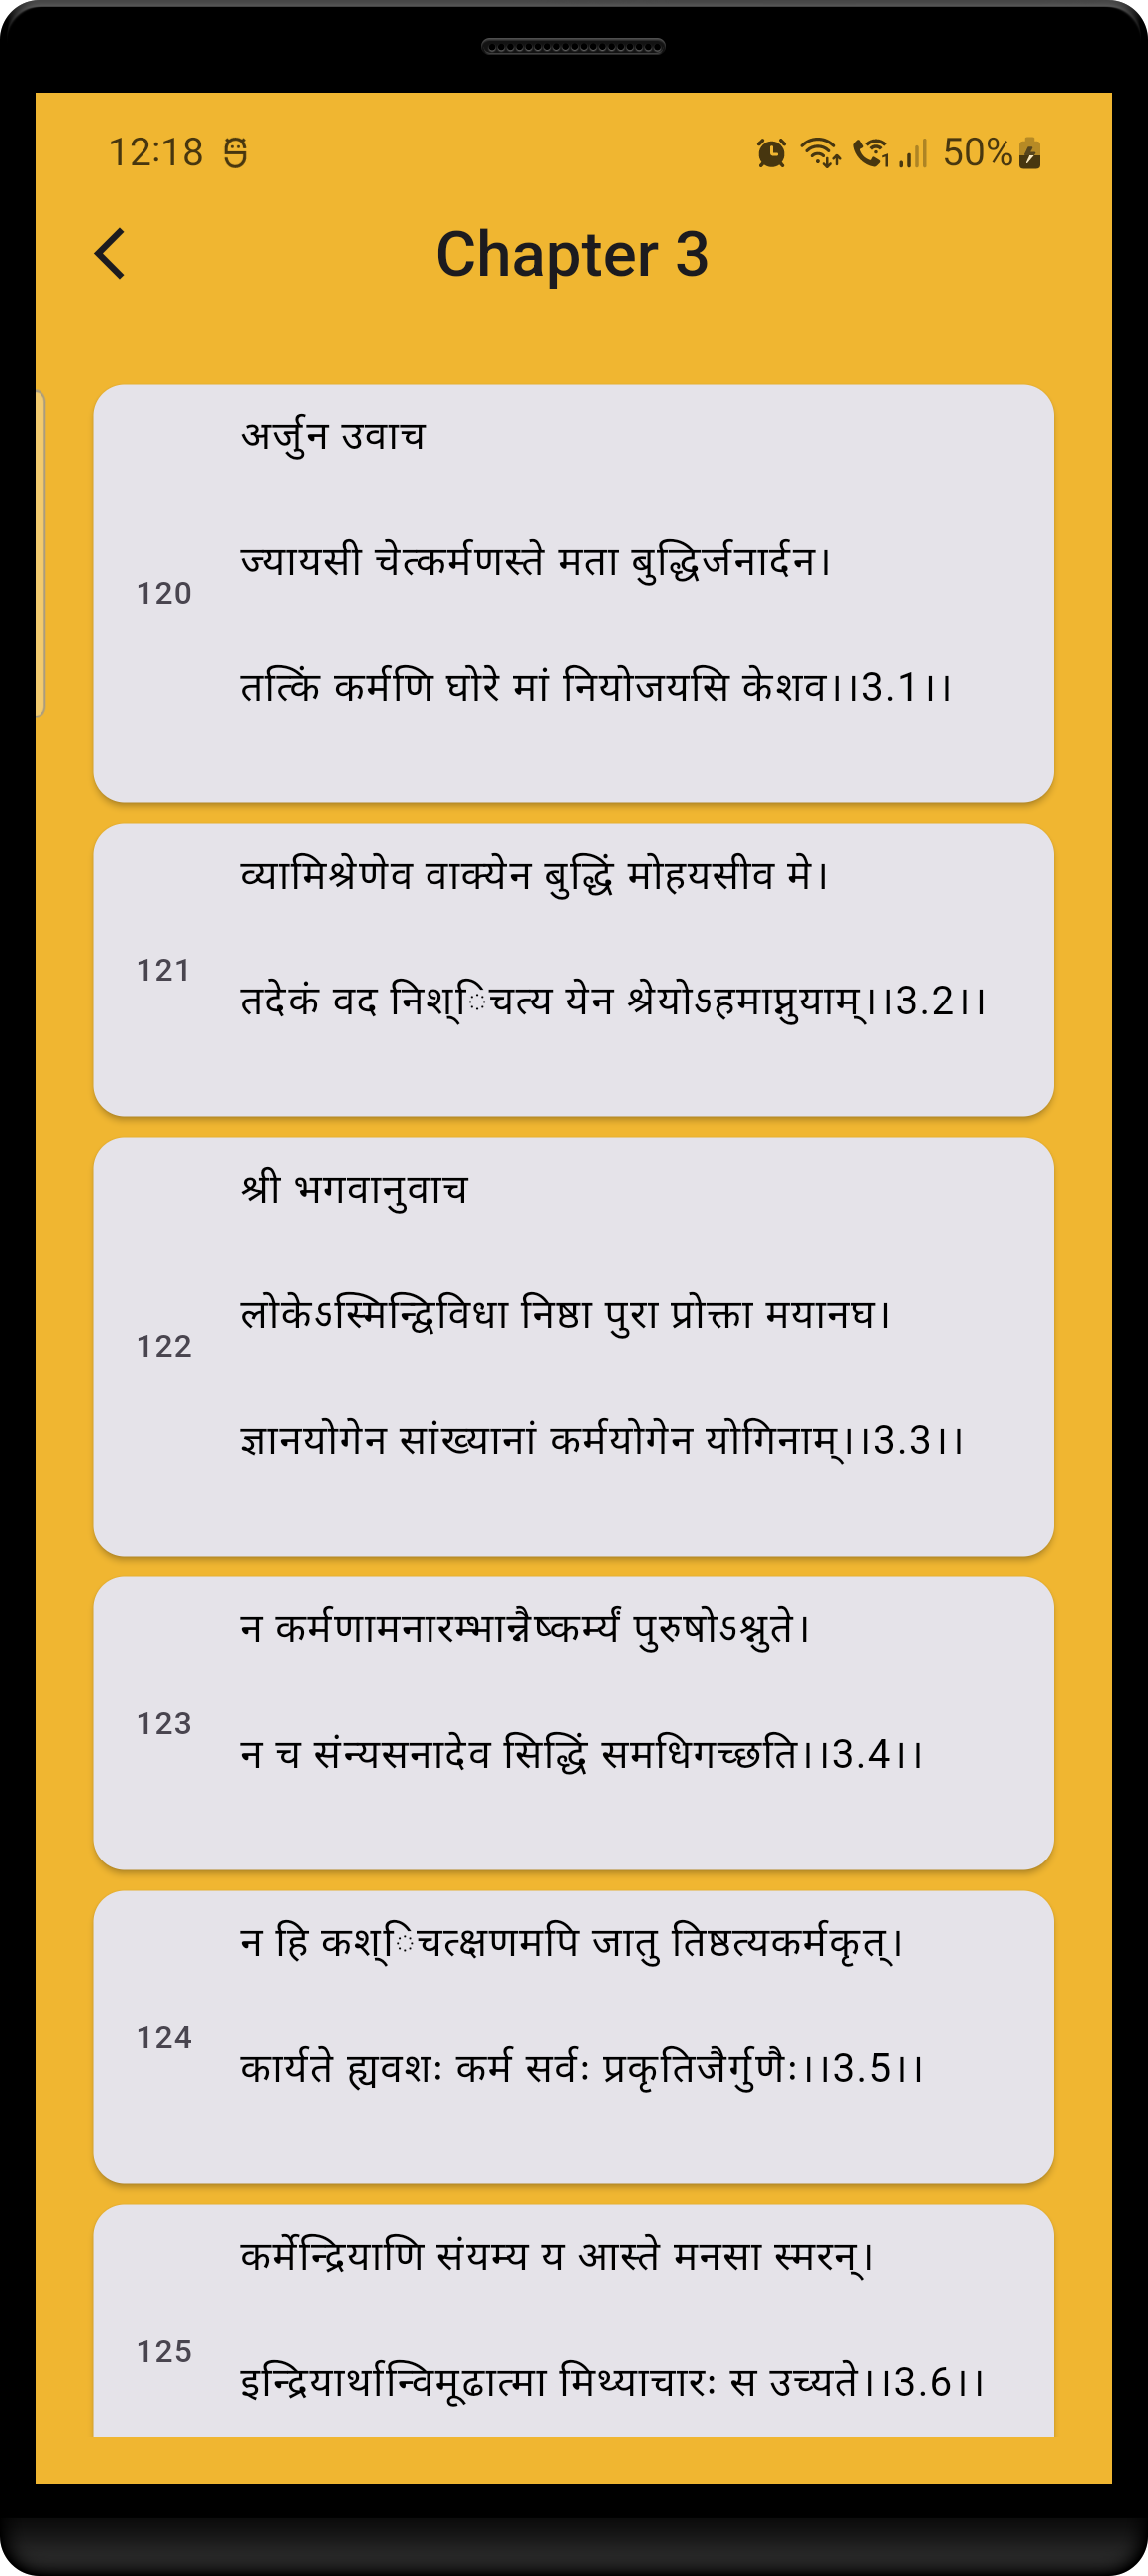 12:18 50%
Chapter 3
अर्जुन उवाच
ज्यायसी चेत्कर्मणस्ते मता बुद्धिर्जनार्दन।
120
तत्किं कर्मणि घोरे मां नियोजयसि केशव।।3.1।।
व्यामिश्रेणेव वाक्येन बुद्धिं मोहयसीव मे।
121
तदेकं वद निश्िचत्य येन श्रेयोऽहमाप्नुयाम्।।3.2।।
श्री भगवानुवाच
लोकेऽस्मिन्द्विविधा निष्ठा पुरा प्रोक्ता मयानघ।
122
ज्ञानयोगेन सांख्यानां कर्मयोगेन योगिनाम्।।3.3।।
न कर्मणामनारम्भान्नैष्कर्म्यं पुरुषोऽश्नुते।
123
न च संन्यसनादेव सिद्धिं समधिगच्छति।।3.4।।
न हि कश्िचत्क्षणमपि जातु तिष्ठत्यकर्मकृत्।
124
कार्यते ह्यवशः कर्म सर्वः प्रकृतिजैर्गुणैः।।3.5।।
कर्मेन्द्रियाणि संयम्य य आस्ते मनसा स्मरन्।
125
इन्द्रियार्थान्विमूढात्मा मिथ्याचारः स उच्यते।।3.6।।